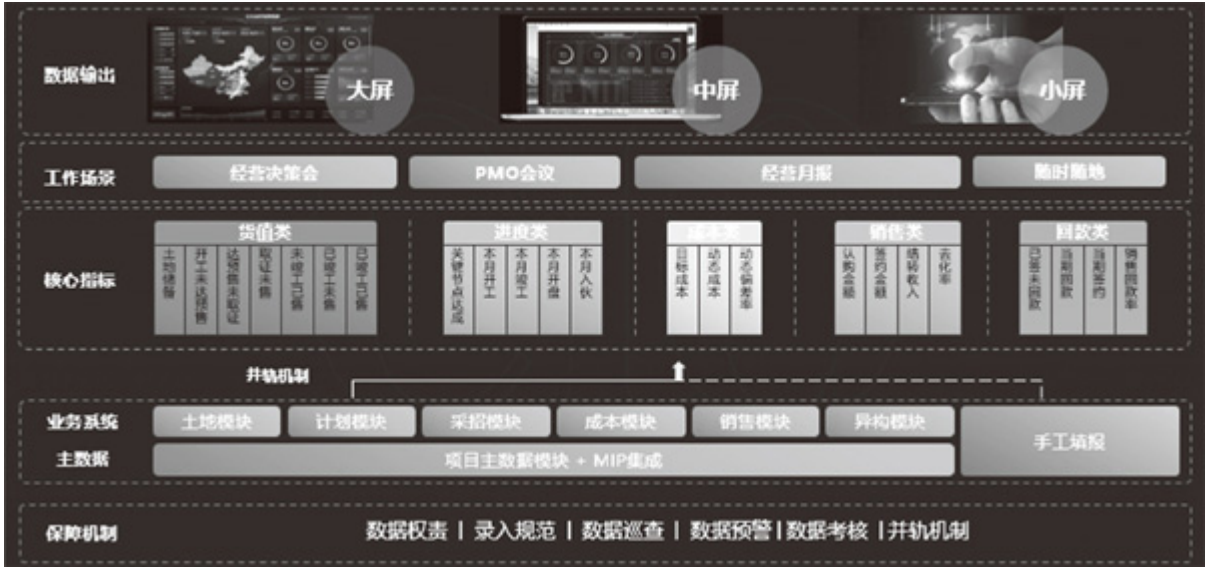 数据输出
大屏
中屏
小屏
工作场景
经营决策会
PMO会议
经营月报
随时随地
核心指标
货值类
土地储备
开工未达预售
达预售未取证
取证未售
未竣工已售
已竣工未售
已竣工已售
进度类
关键节点达成
本月开工
本月竣工
本月开盘
本月入伙
成本类
目标成本
动态成本
动态偏差率
销售类
认购金额
签约金额
结转收入
去化率
回款类
已签未回款
当期回款
当期签约
销售回款率
并轨机制
业务系统
土地模块
计划模块
采招模块
成本模块
销售模块
异构模块
手工填报
主数据
项目主数据模块 + MIP集成
保障机制
数据权责 | 录入规范 | 数据巡查 | 数据预警 | 数据考核 | 并轨机制